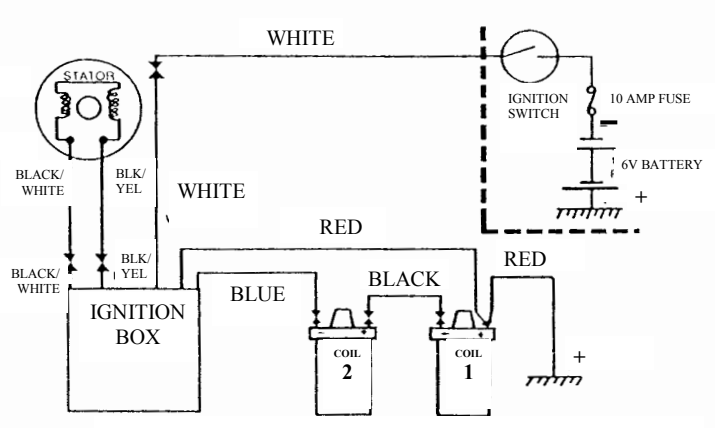 WHITE
STATOR
IGNITION
SWITCH
10 AMP FUSE
-
6V BATTERY
+
BLACK/
WHITE
BLK/
YEL
WHITE
RED
BLACK/
WHITE
BLK/
YEL
BLUE
BLACK
RED
IGNITION
BOX
- +
COIL
2
- +
COIL
1
+